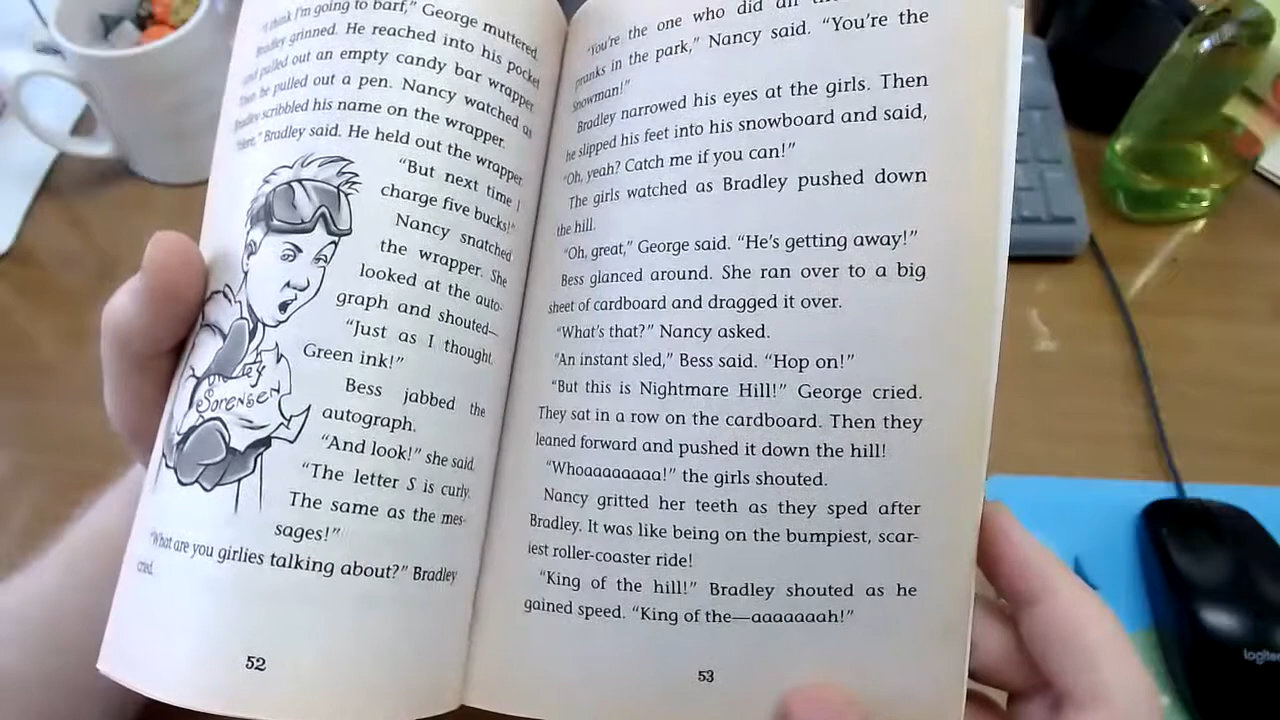 "I think I'm going to barf," George muttered.
Bradley grinned. He reached into his pocket
and pulled out an empty candy bar wrapper.
Then he pulled out a pen. Nancy watched as
Bradley scribbled his name on the wrapper.
"Here," Bradley said. He held out the wrapper.
"But next time I
charge five bucks!"
Nancy snatched
the wrapper. She
looked at the auto-
graph and shouted—
"Just as I thought.
Green ink!"
Bess jabbed the
autograph.
"And look!" she said.
"The letter S is curly.
The same as the mes-
sages!"
"What are you girlies talking about?" Bradley
cried.
Bradley
Sorensen
52
"You're the one who did all
pranks in the park," Nancy said. "You're the
Snowman!"
Bradley narrowed his eyes at the girls. Then
he slipped his feet into his snowboard and said,
"Oh, yeah? Catch me if you can!"
The girls watched as Bradley pushed down
the hill.
"Oh, great," George said. "He's getting away!"
Bess glanced around. She ran over to a big
sheet of cardboard and dragged it over.
"What's that?" Nancy asked.
"An instant sled," Bess said. "Hop on!"
"But this is Nightmare Hill!" George cried.
They sat in a row on the cardboard. Then they
leaned forward and pushed it down the hill!
"Whoaaaaaaaa!" the girls shouted.
Nancy gritted her teeth as they sped after
Bradley. It was like being on the bumpiest, scar-
iest roller-coaster ride!
"King of the hill!" Bradley shouted as he
gained speed. "King of the—aaaaaaah!"
53
logitech